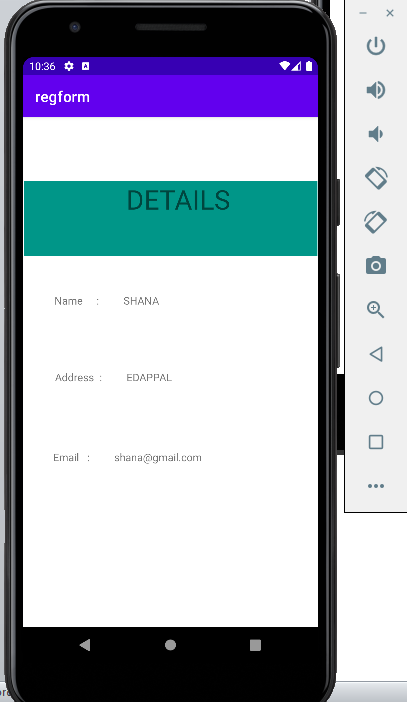 10:36
regform
DETAILS
Name : SHANA
Address : EDAPPAL
Email : shana@gmail.com